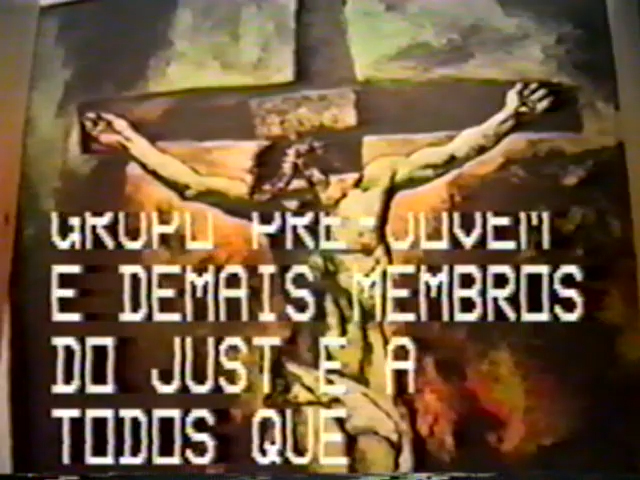 GRUPO PRE-JOVEM
E DEMAIS MEMBROS
DO JUST E A
TODOS QUE